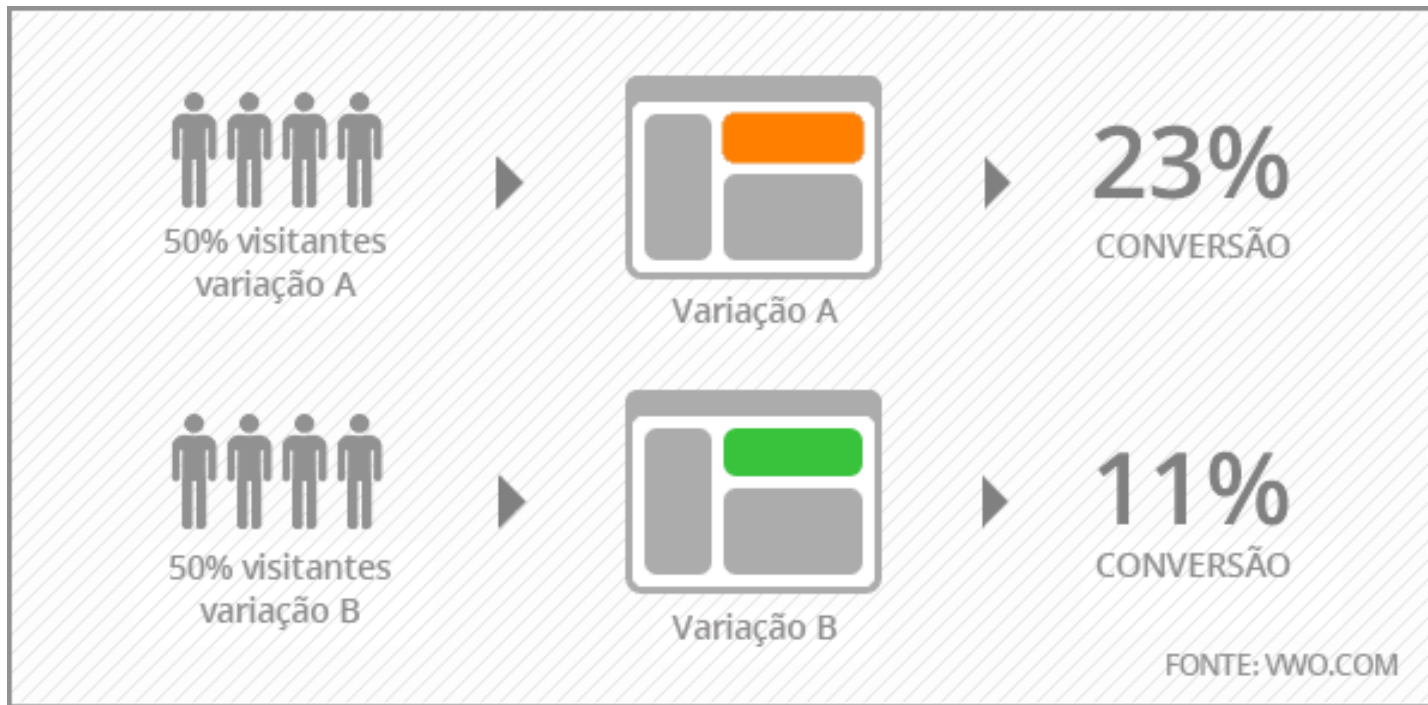 50% visitantes
variação A
Variação A
23%
CONVERSÃO
50% visitantes
variação B
Variação B
11%
CONVERSÃO
FONTE: VWO.COM